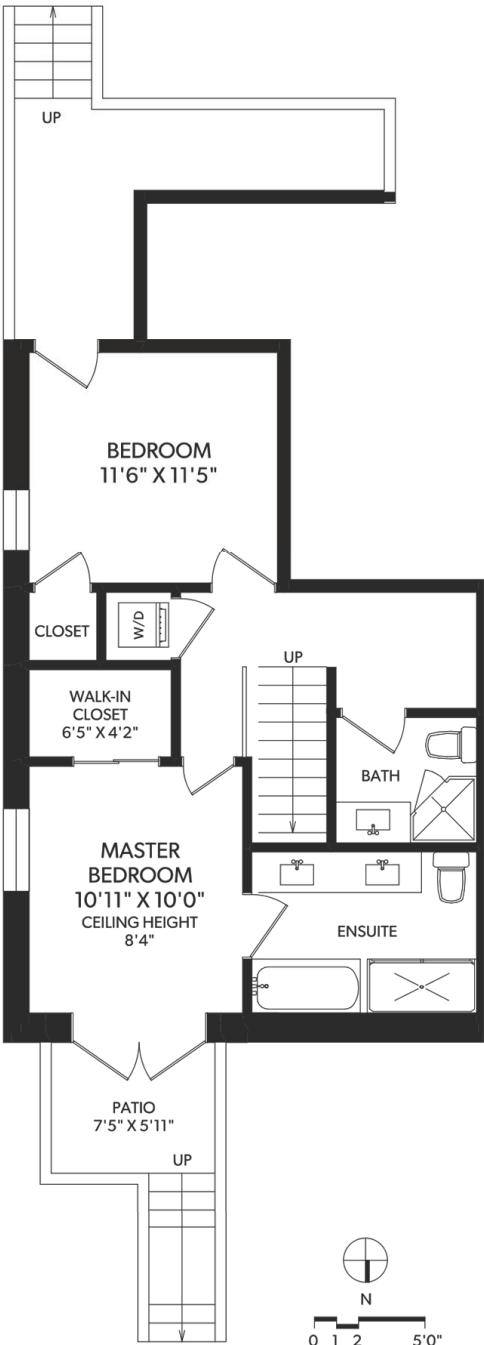 UP
BEDROOM
11'6" X 11'5"
CLOSET
W/D
UP
WALK-IN
CLOSET
6'5" X 4'2"
BATH
MASTER
BEDROOM
10'11" X 10'0"
CEILING HEIGHT
8'4"
ENSUITE
PATIO
7'5" X 5'11"
UP
N
0 1 2 5'0"